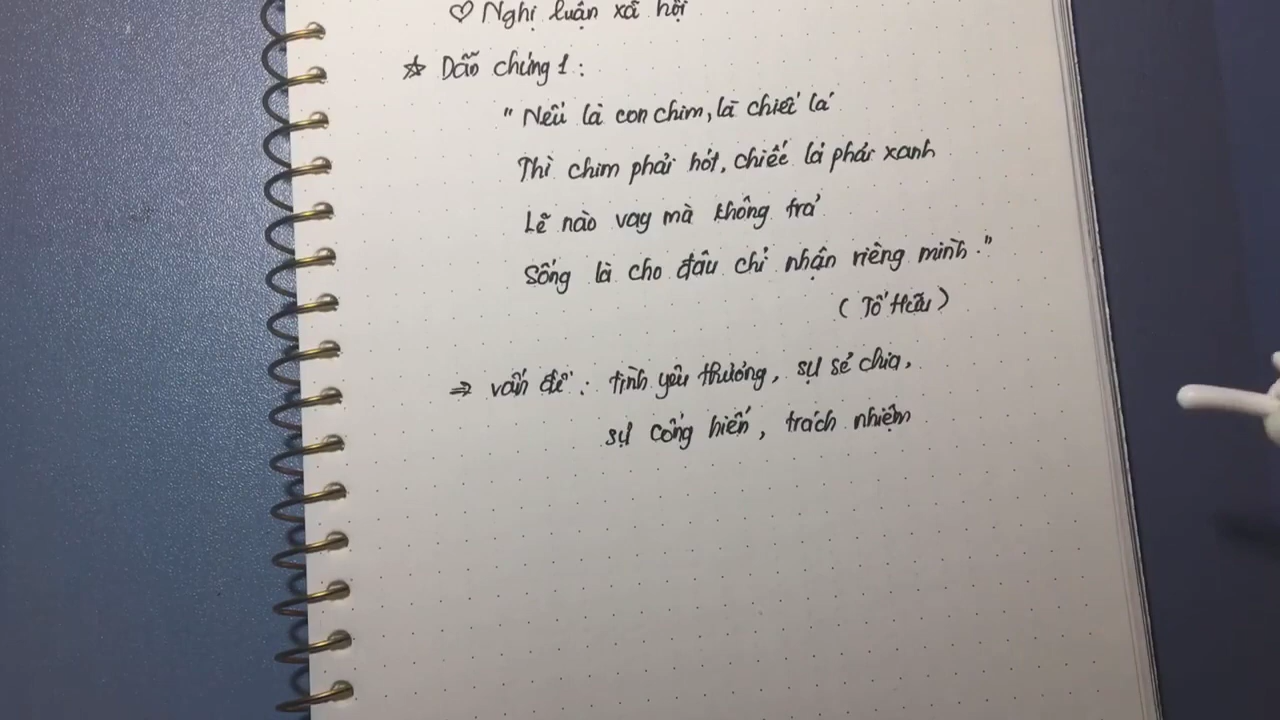 ♡ Nghị luận xã hội
☆ Dẫn chứng 1:
"Nếu là con chim, là chiếc lá
Thì chim phải hót, chiếc lá phải xanh
Lẽ nào vay mà không trả
Sống là cho đâu chỉ nhận riêng mình."
(Tố Hữu)
⇒ vấn đề: tình yêu thương, sự sẻ chia,
sự cống hiến, trách nhiệm